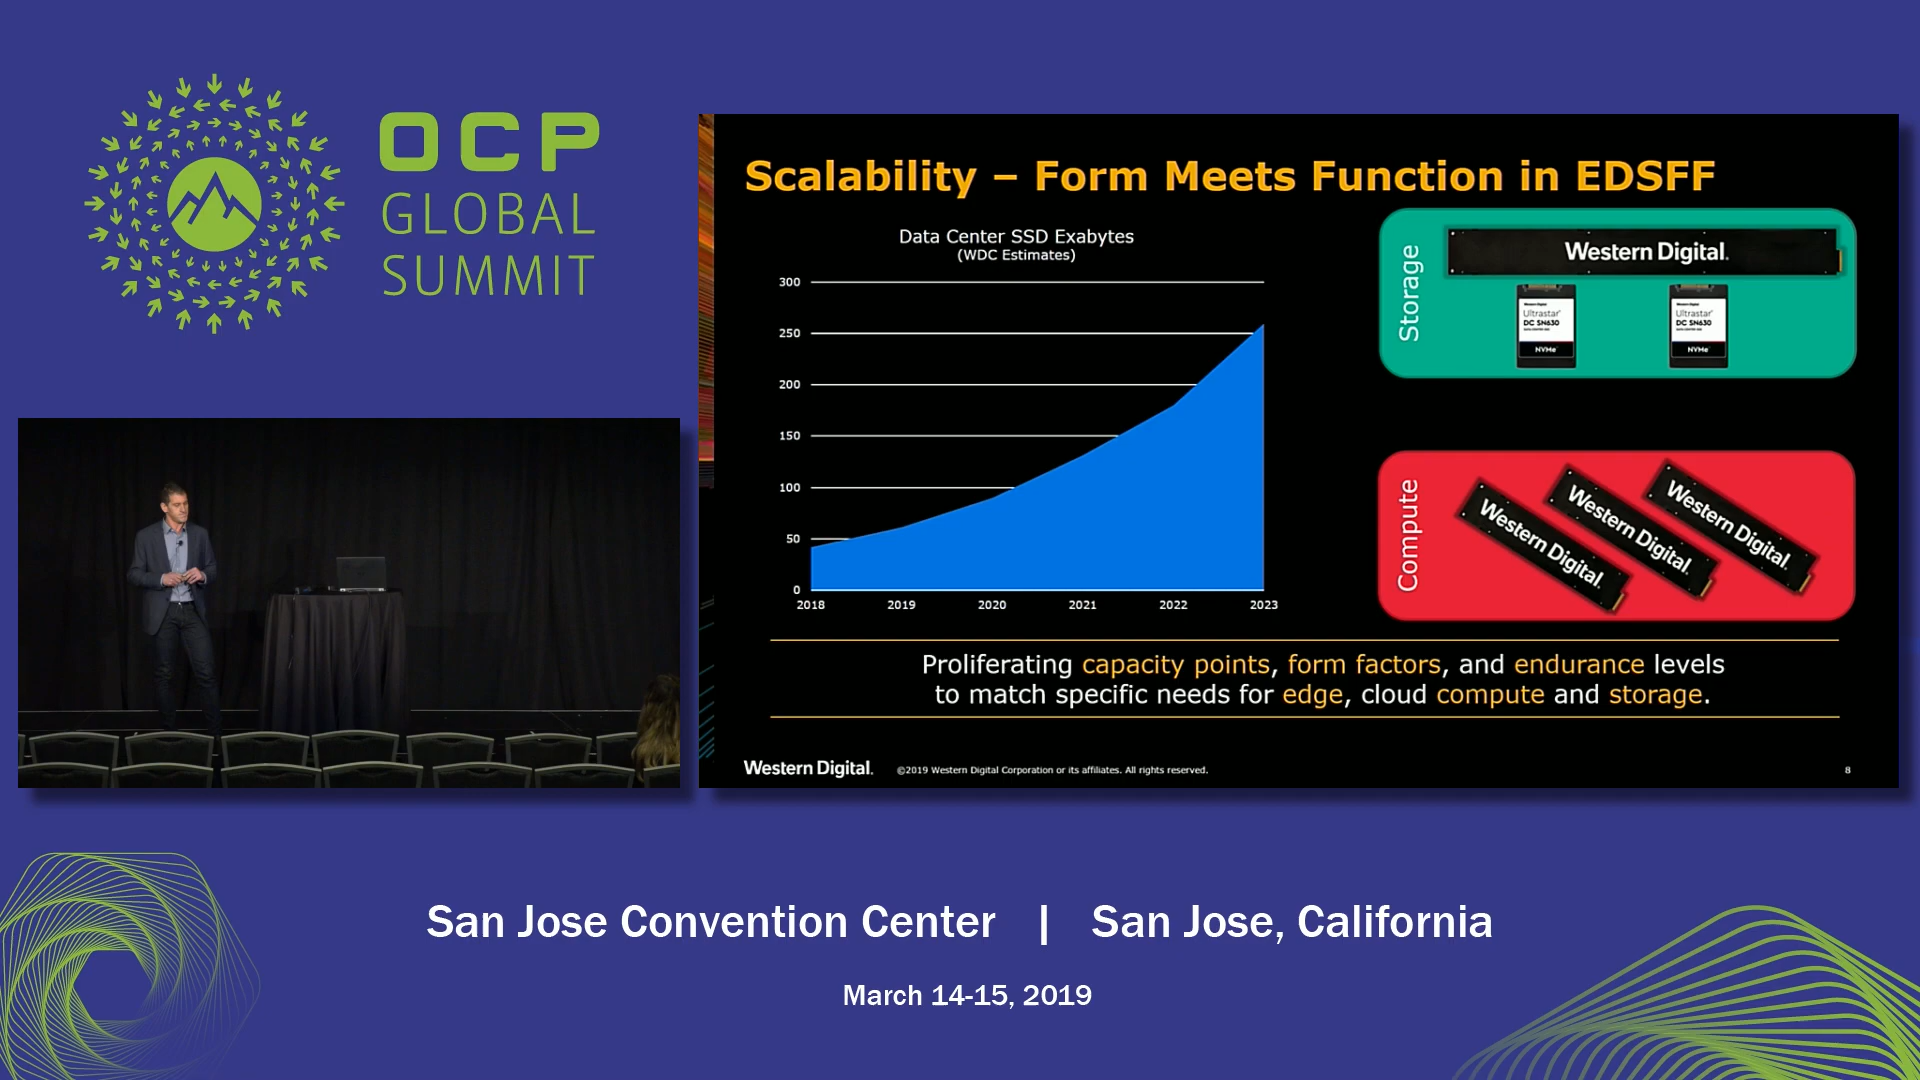 OCP
GLOBAL
SUMMIT
Scalability – Form Meets Function in EDSFF
Data Center SSD Exabytes
(WDC Estimates)
300
250
200
150
100
50
0
2018 2019 2020 2021 2022 2023
Storage
Western Digital.
Ultrastar
DC SN630
NVMe
Ultrastar
DC SN630
NVMe
Compute
Western Digital.
Western Digital.
Western Digital.
Proliferating capacity points, form factors, and endurance levels
to match specific needs for edge, cloud compute and storage.
Western Digital. ©2019 Western Digital Corporation or its affiliates. All rights reserved. 8
San Jose Convention Center | San Jose, California
March 14-15, 2019